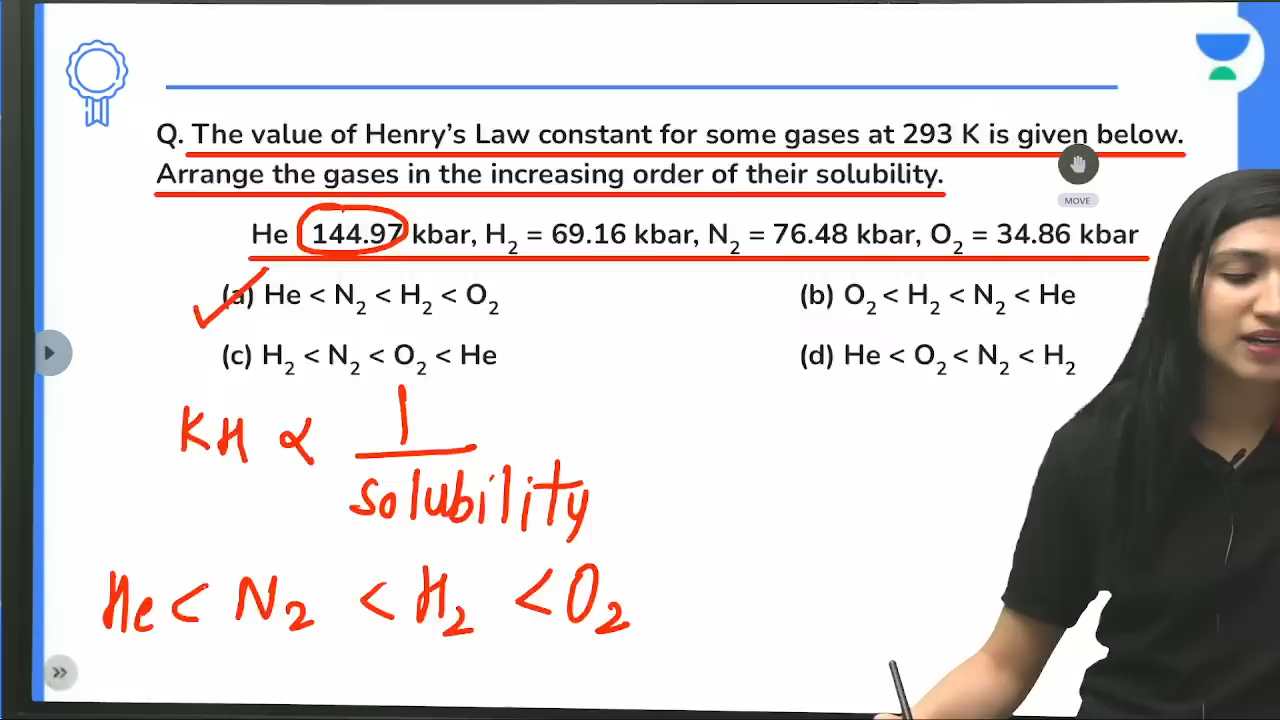 Q. The value of Henry's Law constant for some gases at 293 K is given below.
Arrange the gases in the increasing order of their solubility.
MOVE
He 144.97 kbar, H₂ = 69.16 kbar, N₂ = 76.48 kbar, O₂ = 34.86 kbar
(a) He < N₂ < H₂ < O₂
(b) O₂ < H₂ < N₂ < He
(c) H₂ < N₂ < O₂ < He
(d) He < O₂ < N₂ < H₂
KH ∝ 1/solubility
He < N₂ < H₂ < O₂